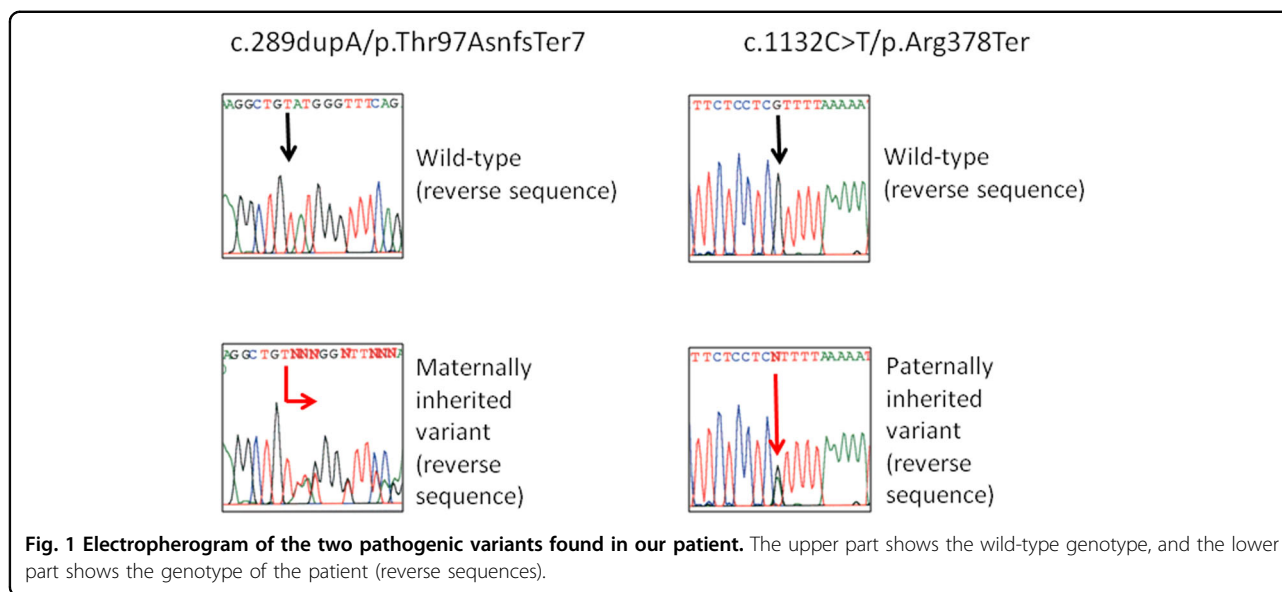 c.289dupA/p.Thr97AsnfsTer7
c.1132C>T/p.Arg378Ter
AGGCTGTATGGGTTTCAG
Wild-type
(reverse sequence)
TTCTCCTCGTTTTAAAAAT
Wild-type
(reverse sequence)
AGGCTGTNNNGGNTTNNNA
Maternally
inherited
variant
(reverse
sequence)
TTCTCCTCNTTTTAAAAAT
Paternally
inherited
variant
(reverse
sequence)
Fig. 1 Electropherogram of the two pathogenic variants found in our patient. The upper part shows the wild-type genotype, and the lower
part shows the genotype of the patient (reverse sequences).